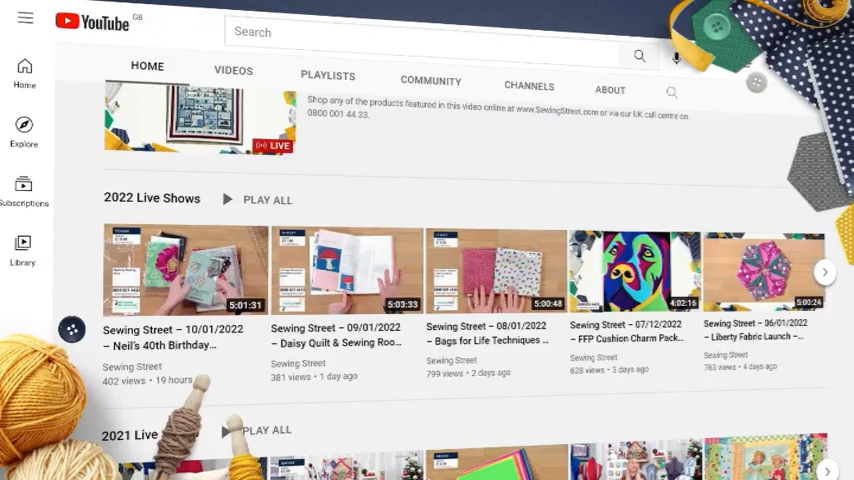 YouTube GB
Search
HOME
VIDEOS
PLAYLISTS
COMMUNITY
CHANNELS
ABOUT
Home
Explore
Subscriptions
Library
Shop any of the products featured in this video online at www.SewingStreet.com or via our UK call centre on
0800 001 44 33.
LIVE
2022 Live Shows
PLAY ALL
5:01:31
5:03:33
5:00:48
4:02:16
5:00:24
Sewing Street – 10/01/2022
– Neil's 40th Birthday...
Sewing Street
402 views • 19 hours
Sewing Street – 09/01/2022
– Daisy Quilt & Sewing Roo...
Sewing Street
381 views • 1 day ago
Sewing Street – 08/01/2022
– Bags for Life Techniques ...
Sewing Street
799 views • 2 days ago
Sewing Street – 07/12/2022
– FFP Cushion Charm Pack...
Sewing Street
628 views • 3 days ago
Sewing Street – 06/01/2022
– Liberty Fabric Launch –...
Sewing Street
763 views • 4 days ago
2021 Live
PLAY ALL